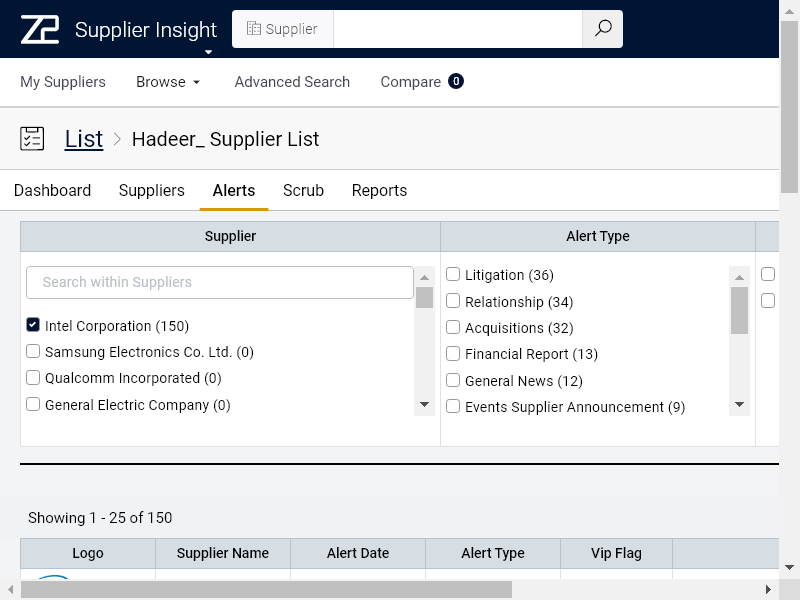 Z2 Supplier Insight
Supplier
My Suppliers Browse Advanced Search Compare 0
List > Hadeer_ Supplier List
Dashboard Suppliers Alerts Scrub Reports
Supplier Alert Type
Search within Suppliers
Intel Corporation (150)
Samsung Electronics Co. Ltd. (0)
Qualcomm Incorporated (0)
General Electric Company (0)
Litigation (36)
Relationship (34)
Acquisitions (32)
Financial Report (13)
General News (12)
Events Supplier Announcement (9)
Showing 1 - 25 of 150
Logo Supplier Name Alert Date Alert Type Vip Flag